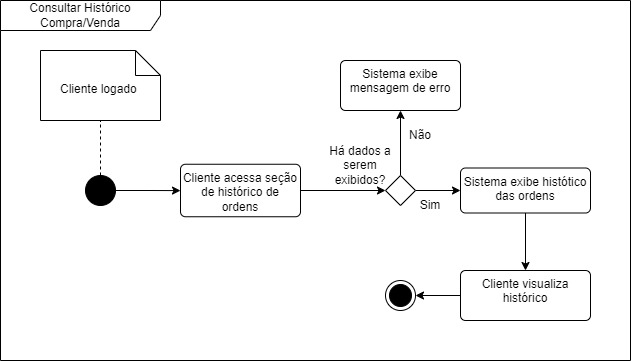 Consultar Histórico
Compra/Venda
Cliente logado
Sistema exibe
mensagem de erro
Não
Há dados a
serem
exibidos?
Cliente acessa seção
de histórico de
ordens
Sim
Sistema exibe histótico
das ordens
Cliente visualiza
histórico